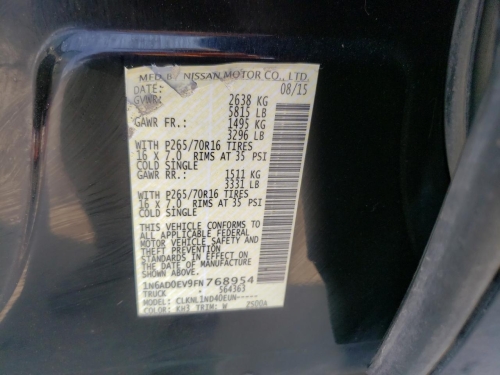 MFD BY NISSAN MOTOR CO., LTD.
DATE: 08/15
GVWR: 2638 KG
5815 LB
GAWR FR.: 1495 KG
3296 LB
WITH P265/70R16 TIRES
16 X 7.0 RIMS AT 35 PSI
COLD SINGLE
GAWR RR.: 1511 KG
3331 LB
WITH P265/70R16 TIRES
16 X 7.0 RIMS AT 35 PSI
COLD SINGLE
THIS VEHICLE CONFORMS TO
ALL APPLICABLE FEDERAL
MOTOR VEHICLE SAFETY AND
THEFT PREVENTION
STANDARDS IN EFFECT ON
THE DATE OF MANUFACTURE
SHOWN ABOVE.
1N6AD0EV9FN768954
TRUCK 564363
MODEL: CLKNLIND40EUN-----
COLOR: KH3 TRIM: W 2500A